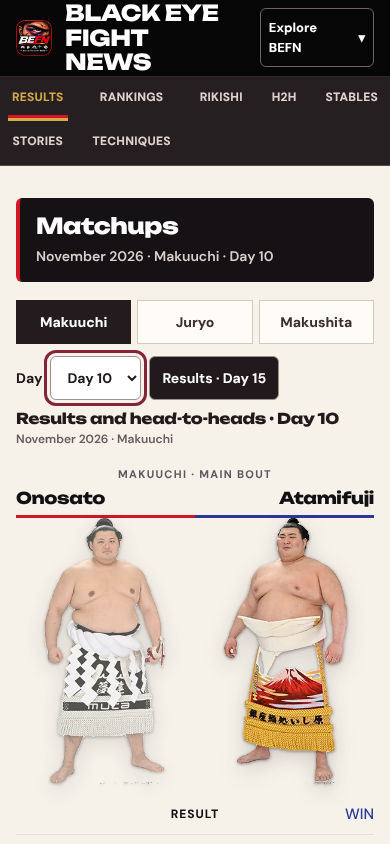 BLACK EYE
FIGHT
NEWS
Explore
BEFN
▾
BEFN
RESULTS RANKINGS RIKISHI H2H STABLES
STORIES TECHNIQUES
Matchups
November 2026 · Makuuchi · Day 10
Makuuchi Juryo Makushita
Day Day 10 Results · Day 15
Results and head-to-heads · Day 10
November 2026 · Makuuchi
MAKUUCHI · MAIN BOUT
Onosato Atamifuji
muca
RESULT WIN